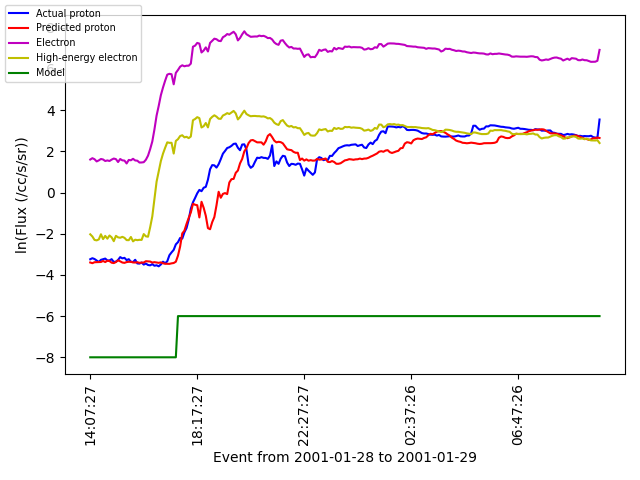 Actual proton
Predicted proton
Electron
High-energy electron
Model
4
2
0
−2
−4
−6
−8
ln(Flux (/cc/s/sr))
14:07:27
18:17:27
22:27:27
02:37:26
06:47:26
Event from 2001-01-28 to 2001-01-29